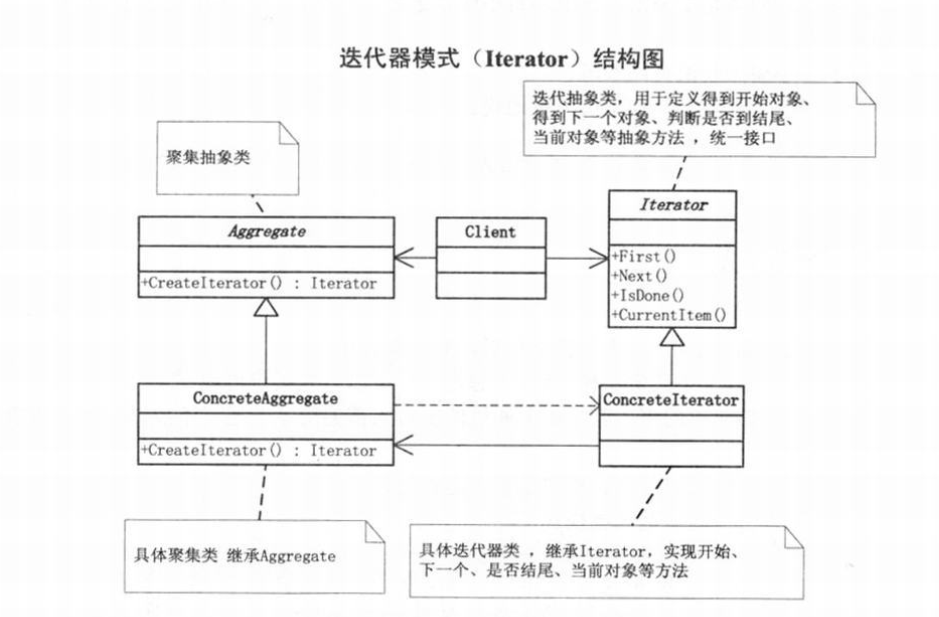 迭代器模式（Iterator）结构图
迭代抽象类，用于定义得到开始对象、
得到下一个对象、判断是否到结尾、
当前对象等抽象方法 ，统一接口
聚集抽象类
Aggregate
+CreateIterator() : Iterator
Client
Iterator
+First()
+Next()
+IsDone()
+CurrentItem()
ConcreteAggregate
+CreateIterator() : Iterator
ConcreteIterator
具体聚集类 继承Aggregate
具体迭代器类 ，继承Iterator，实现开始、
下一个、是否结尾、当前对象等方法